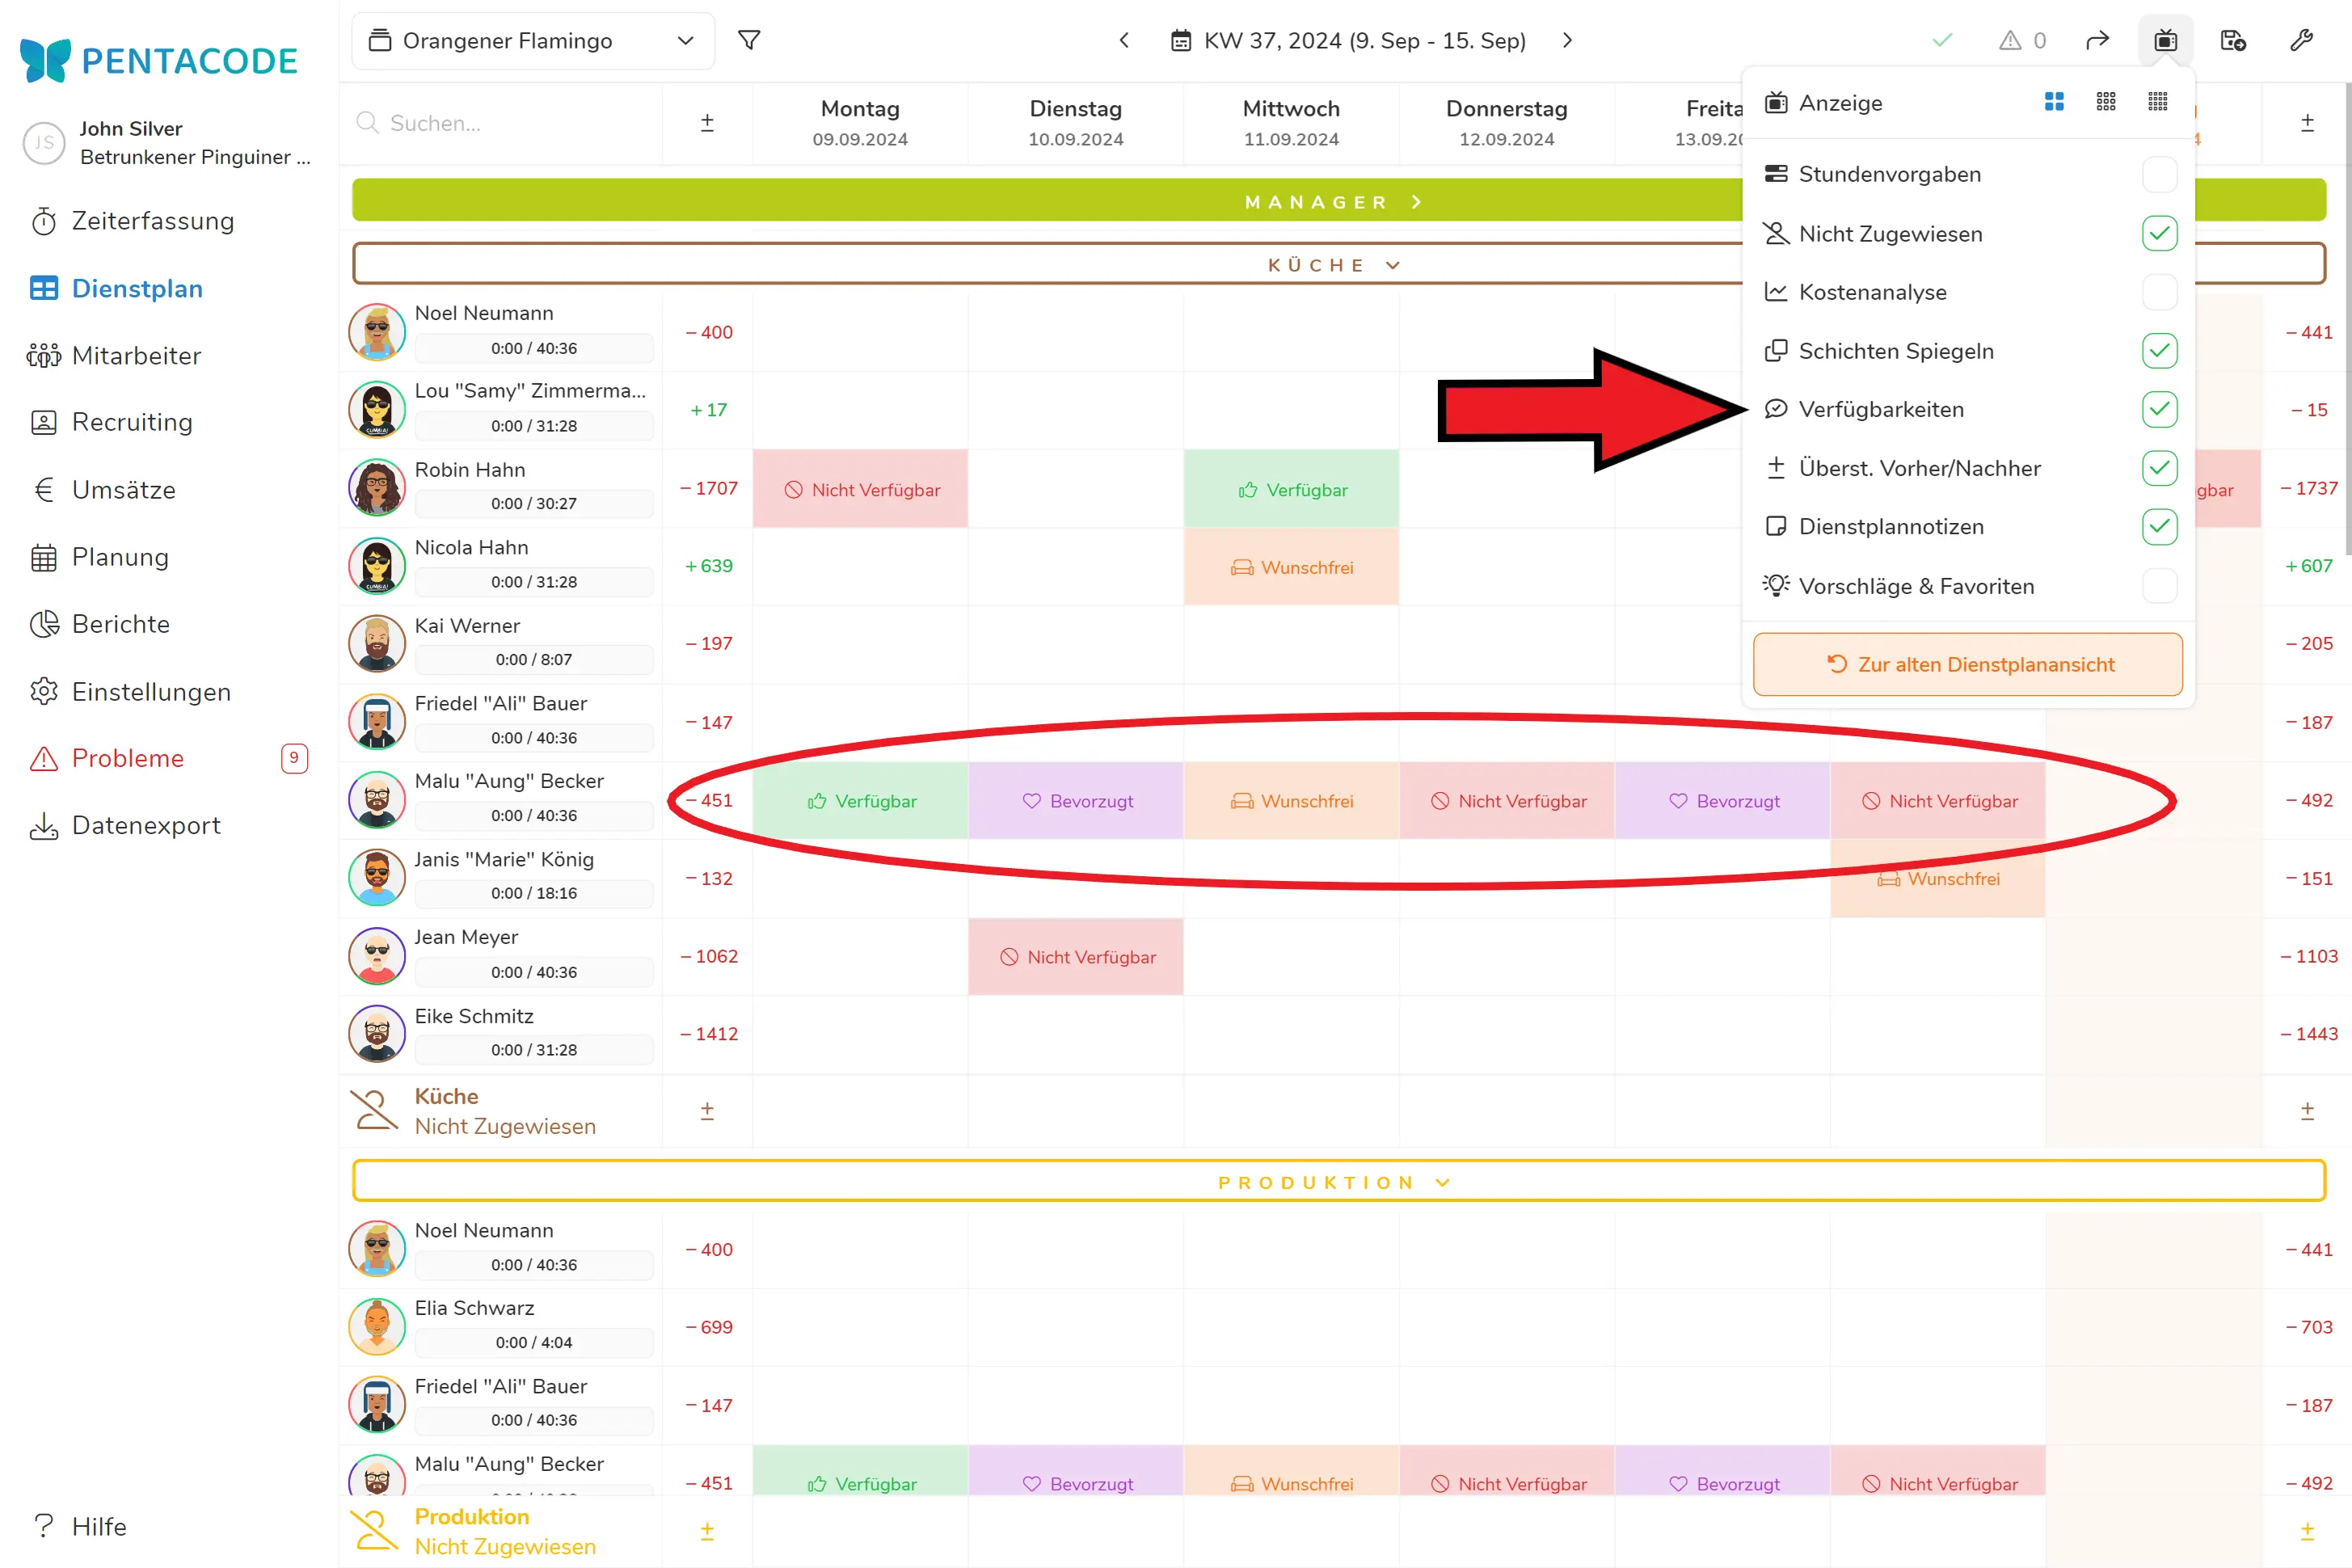 PENTACODE
JS
John Silver
Betrunkener Pinguiner ...
Zeiterfassung
Dienstplan
Mitarbeiter
Recruiting
Umsätze
Planung
Berichte
Einstellungen
Probleme 9
Datenexport
Hilfe
Orangener Flamingo
KW 37, 2024 (9. Sep - 15. Sep)
0
Suchen...
± Montag Dienstag Mittwoch Donnerstag Freita ±
09.09.2024 10.09.2024 11.09.2024 12.09.2024 13.09.20 4
MANAGER
KÜCHE
Noel Neumann
0:00 / 40:36
− 400 − 441
Lou "Samy" Zimmerma...
0:00 / 31:28
+ 17 − 15
Robin Hahn
0:00 / 30:27
− 1707 Nicht Verfügbar Verfügbar gbar − 1737
Nicola Hahn
0:00 / 31:28
+ 639 Wunschfrei + 607
Kai Werner
0:00 / 8:07
− 197 − 205
Friedel "Ali" Bauer
0:00 / 40:36
− 147 − 187
Malu "Aung" Becker
0:00 / 40:36
− 451 Verfügbar Bevorzugt Wunschfrei Nicht Verfügbar Bevorzugt Nicht Verfügbar − 492
Janis "Marie" König
0:00 / 18:16
− 132 Wunschfrei − 151
Jean Meyer
0:00 / 40:36
− 1062 Nicht Verfügbar − 1103
Eike Schmitz
0:00 / 31:28
− 1412 − 1443
Küche
Nicht Zugewiesen
± ±
PRODUKTION
Noel Neumann
0:00 / 40:36
− 400 − 441
Elia Schwarz
0:00 / 4:04
− 699 − 703
Friedel "Ali" Bauer
0:00 / 40:36
− 147 − 187
Malu "Aung" Becker
− 451 Verfügbar Bevorzugt Wunschfrei Nicht Verfügbar Bevorzugt Nicht Verfügbar − 492
Produktion
Nicht Zugewiesen
± ±
Anzeige
Stundenvorgaben
Nicht Zugewiesen
Kostenanalyse
Schichten Spiegeln
Verfügbarkeiten
± Überst. Vorher/Nachher
Dienstplannotizen
Vorschläge & Favoriten
Zur alten Dienstplanansicht